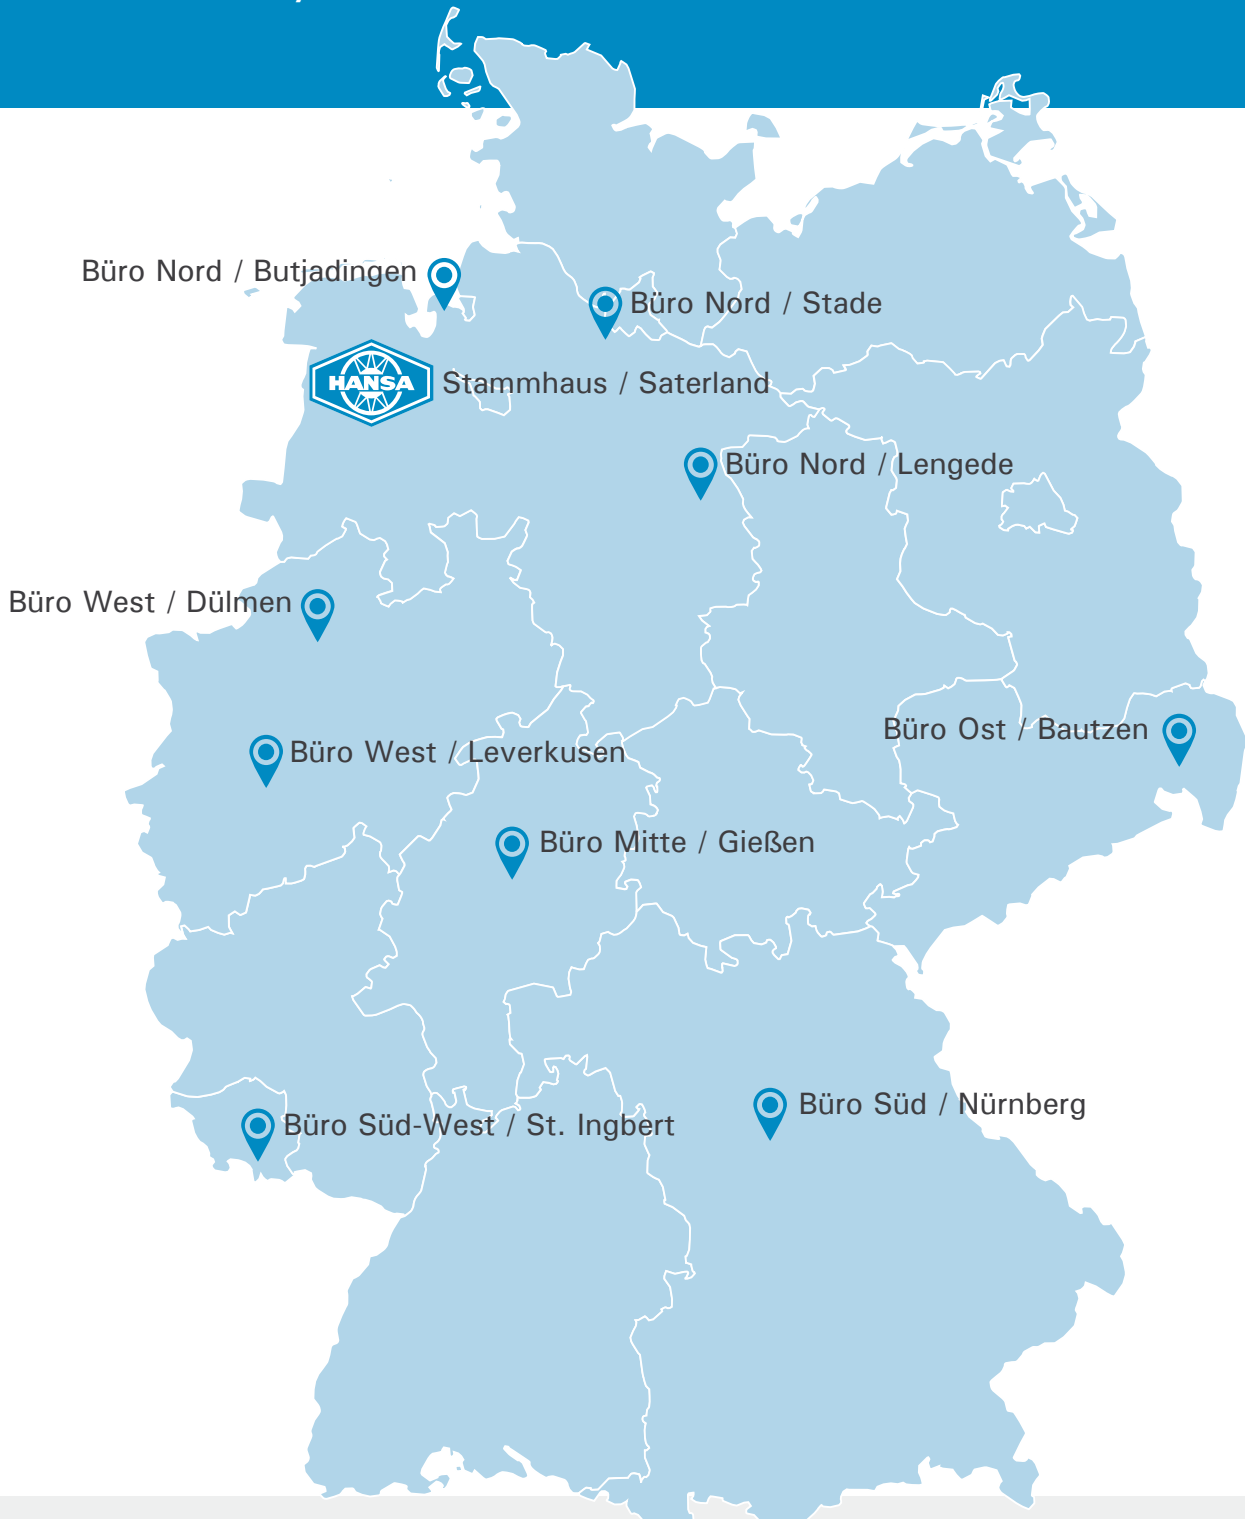 Büro Nord / Butjadingen
Büro Nord / Stade
HANSA
Stammhaus / Saterland
Büro Nord / Lengede
Büro West / Dülmen
Büro Ost / Bautzen
Büro West / Leverkusen
Büro Mitte / Gießen
Büro Süd / Nürnberg
Büro Süd-West / St. Ingbert